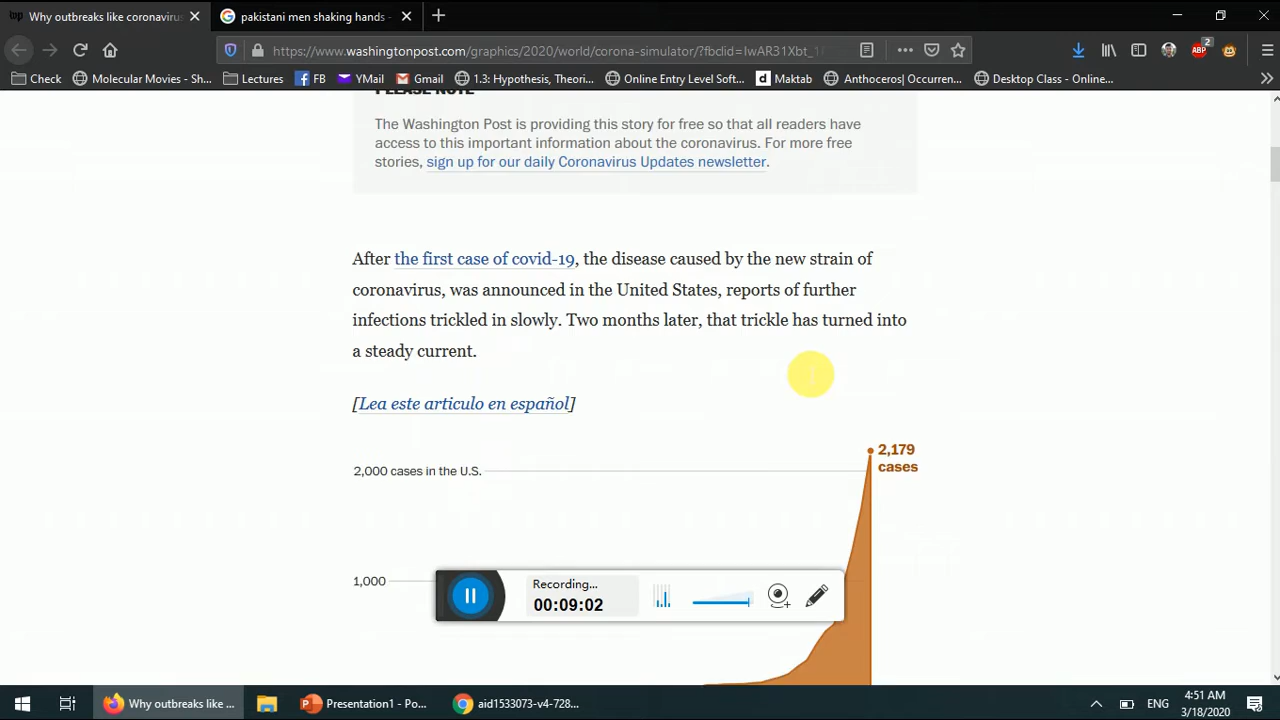 Why outbreaks like coronavirus
pakistani men shaking hands -
https://www.washingtonpost.com/graphics/2020/world/corona-simulator/?fbclid=IwAR31Xbt_1
2
Check
Molecular Movies - Sh...
Lectures
FB
YMail
Gmail
1.3: Hypothesis, Theori...
Online Entry Level Soft...
Maktab
Anthoceros| Occurren...
Desktop Class - Online...
PLEASE NOTE
The Washington Post is providing this story for free so that all readers have
access to this important information about the coronavirus. For more free
stories, sign up for our daily Coronavirus Updates newsletter.
After the first case of covid-19, the disease caused by the new strain of
coronavirus, was announced in the United States, reports of further
infections trickled in slowly. Two months later, that trickle has turned into
a steady current.
[Lea este articulo en español]
2,179
cases
2,000 cases in the U.S.
1,000
Recording...
00:09:02
Why outbreaks like ...
Presentation1 - Po...
aid1533073-v4-728...
ENG
4:51 AM
3/18/2020